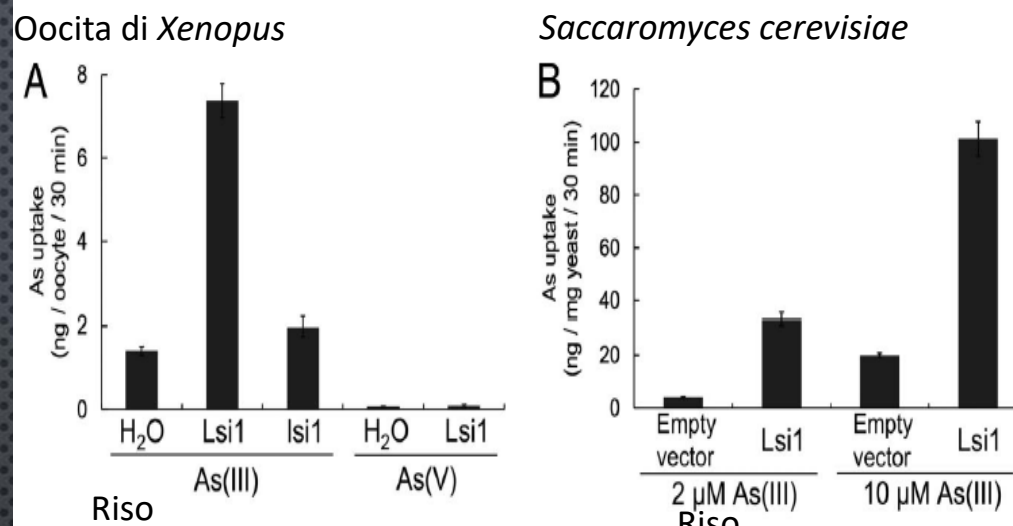 Oocita di Xenopus
A
As uptake
(ng / oocyte / 30 min)
8
6
4
2
0
H₂O Lsi1 lsi1 H₂O Lsi1
As(III) As(V)
Riso
Saccaromyces cerevisiae
B
As uptake
(ng / mg yeast / 30 min)
120
100
80
60
40
20
0
Empty vector Lsi1 Empty vector Lsi1
2 µM As(III) 10 µM As(III)
Riso